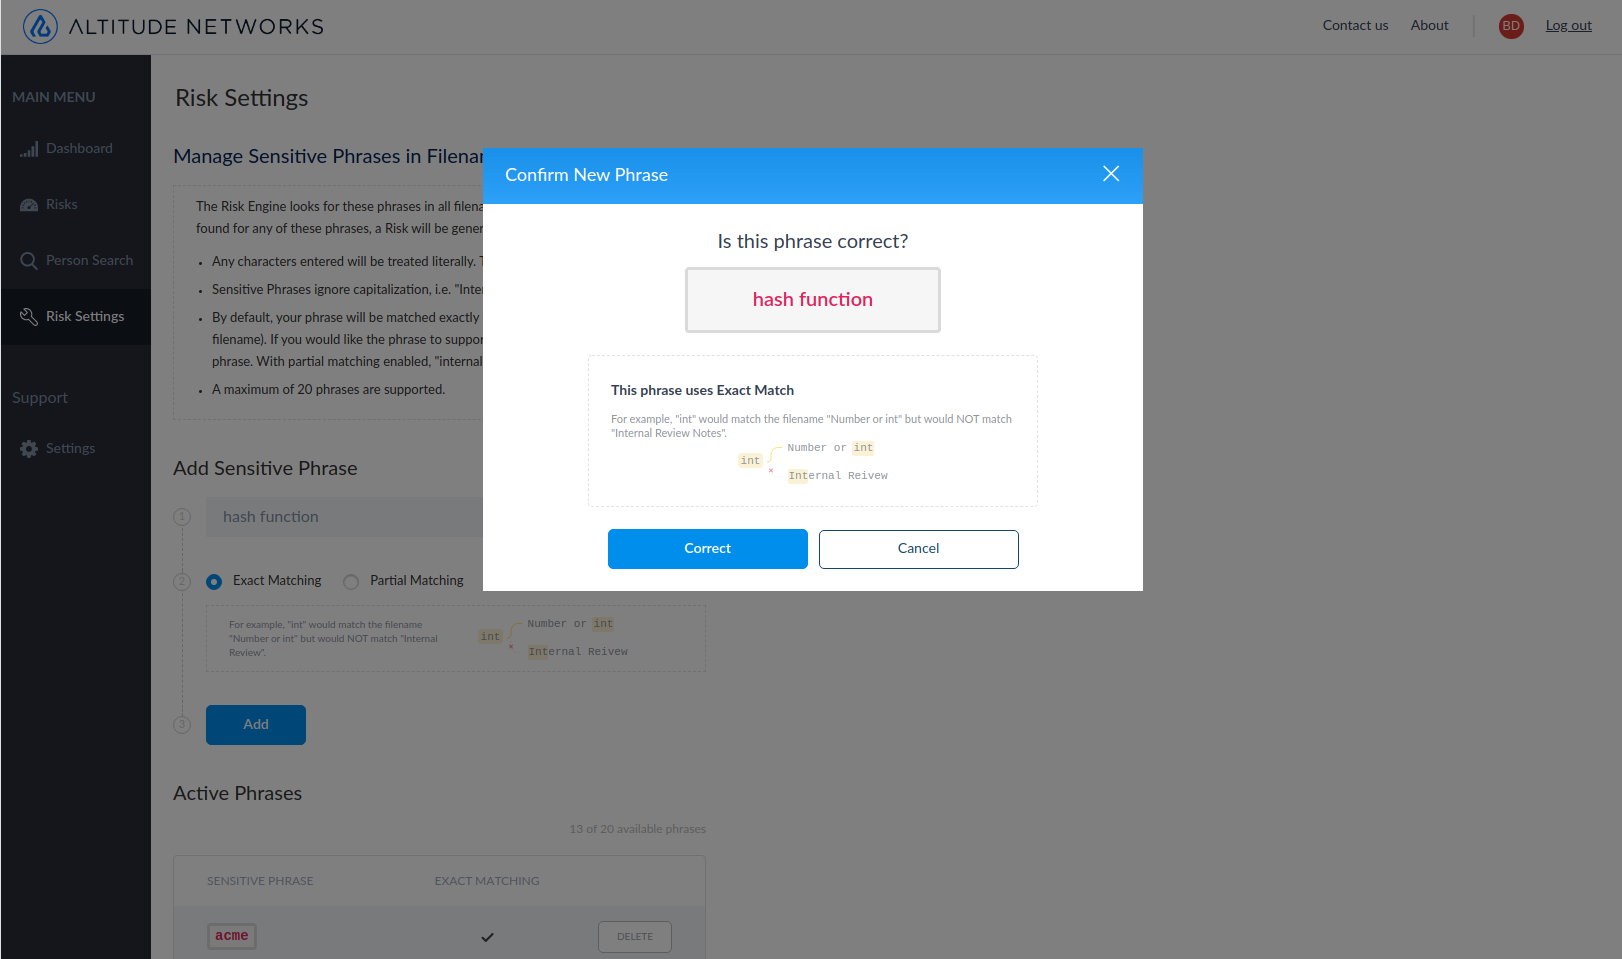 ALTITUDE NETWORKS
Contact us
About
BD
Log out
MAIN MENU
Dashboard
Risks
Person Search
Risk Settings
Support
Settings
Risk Settings
Manage Sensitive Phrases in
The Risk Engine looks for these phrases in all
found for any of these phrases, a Risk will be
Any characters entered will be treated literally.
Sensitive Phrases ignore capitalization, i.e.
By default, your phrase will be matched exactly
filename). If you would like the phrase to
phrase. With partial matching enabled, "internal
A maximum of 20 phrases are supported.
Add Sensitive Phrase
1
hash function
2
Exact Matching
Partial Matching
For example, "int" would match the filename
"Number or int" but would NOT match "Internal
Review".
int
Number or int
Internal Reivew
3
Add
Active Phrases
13 of 20 available phrases
SENSITIVE PHRASE
EXACT MATCHING
acme
DELETE
Confirm New Phrase
Is this phrase correct?
hash function
This phrase uses Exact Match
For example, "int" would match the filename "Number or int" but would NOT match
"Internal Review Notes".
int
Number or int
Internal Reivew
Correct
Cancel